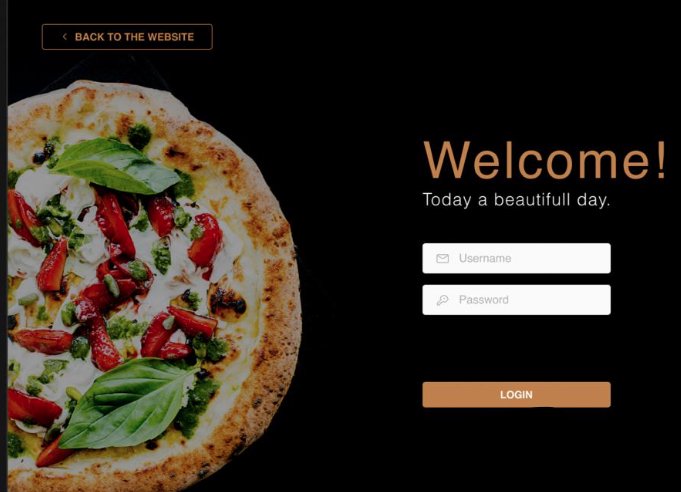 BACK TO THE WEBSITE
Welcome!
Today a beautifull day.
Username
Password
LOGIN